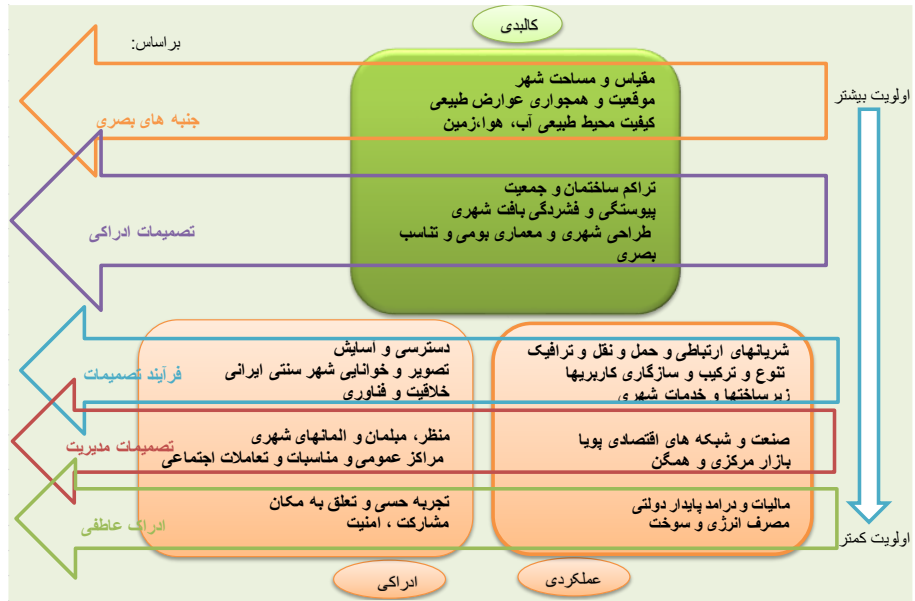 کالبدی
براساس:
اولویت بیشتر
مقیاس و مساحت شهر
موقعیت و همجواری عوارض طبیعی
کیفیت محیط طبیعی آب، هوا،زمین
جنبه های بصری
تراکم ساختمان و جمعیت
پیوستگی و فشردگی بافت شهری
طراحی شهری و معماری بومی و تناسب
بصری
تصمیمات ادراکی
شریانهای ارتباطی و حمل و نقل و ترافیک
تنوع و ترکیب و سازگاری کاربریها
زیرساختها و خدمات شهری
دسترسی و آسایش
تصویر و خوانایی شهر سنتی ایرانی
خلاقیت و فناوری
فرآیند تصمیمات
صنعت و شبکه های اقتصادی پویا
بازار مرکزی و همگن
منظر، مبلمان و المانهای شهری
مراکز عمومی و مناسبات و تعاملات اجتماعی
تصمیمات مدیریت
مالیات و درامد پایدار دولتی
مصرف انرژی و سوخت
تجربه حسی و تعلق به مکان
مشارکت ، امنیت
ادراک عاطفی
اولویت کمتر
عملکردی
ادراکی